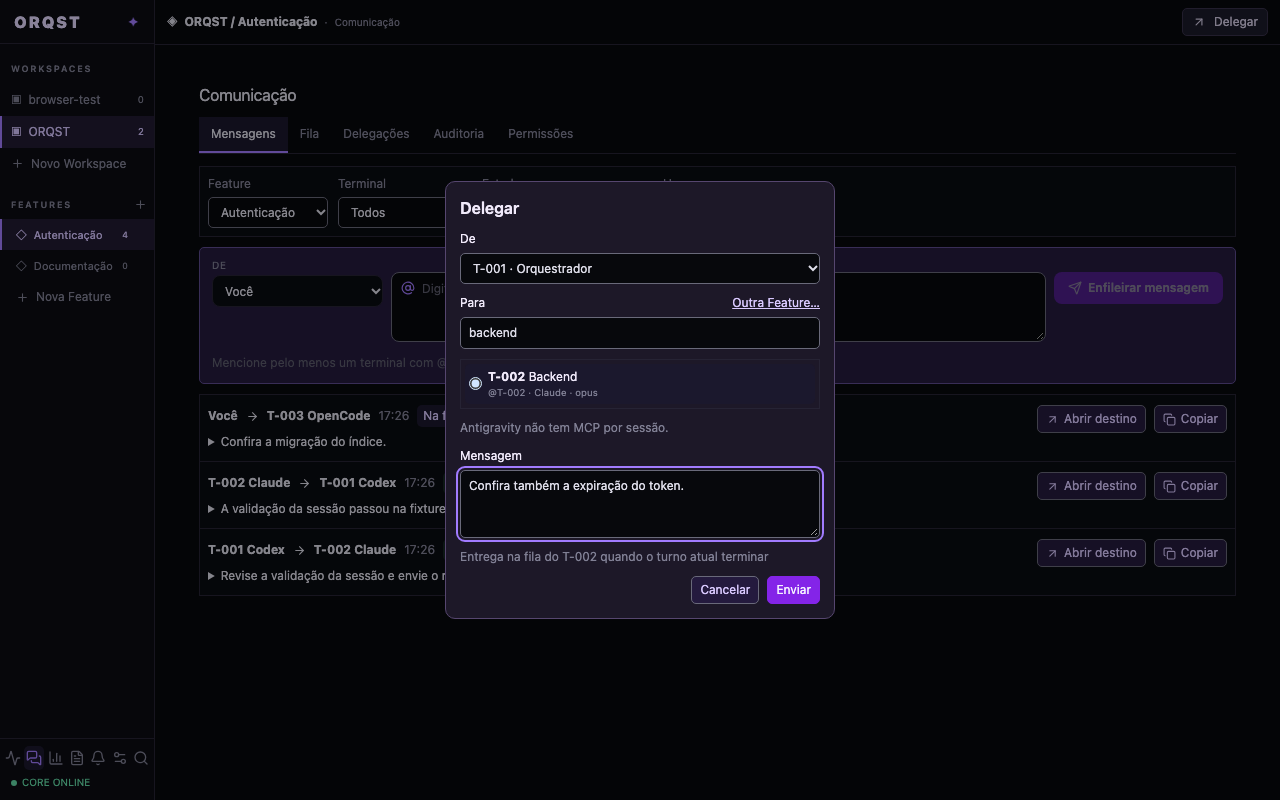 ORQST
ORQST / Autenticação · Comunicação
Delegar
WORKSPACES
browser-test 0
ORQST 2
Novo Workspace
FEATURES
Autenticação 4
Documentação 0
Nova Feature
CORE ONLINE
Comunicação
Mensagens Fila Delegações Auditoria Permissões
Feature Terminal
Autenticação Todos
DE
Você
@ Digi
Enfileirar mensagem
Mencione pelo menos um terminal com @
Você → T-003 OpenCode 17:26 Na f
Confira a migração do índice.
Abrir destino Copiar
T-002 Claude → T-001 Codex 17:26
A validação da sessão passou na fixture
Abrir destino Copiar
T-001 Codex → T-002 Claude 17:26
Revise a validação da sessão e envie o r
Abrir destino Copiar
Delegar
De
T-001 · Orquestrador
Para Outra Feature...
backend
T-002 Backend
@T-002 · Claude · opus
Antigravity não tem MCP por sessão.
Mensagem
Confira também a expiração do token.
Entrega na fila do T-002 quando o turno atual terminar
Cancelar Enviar